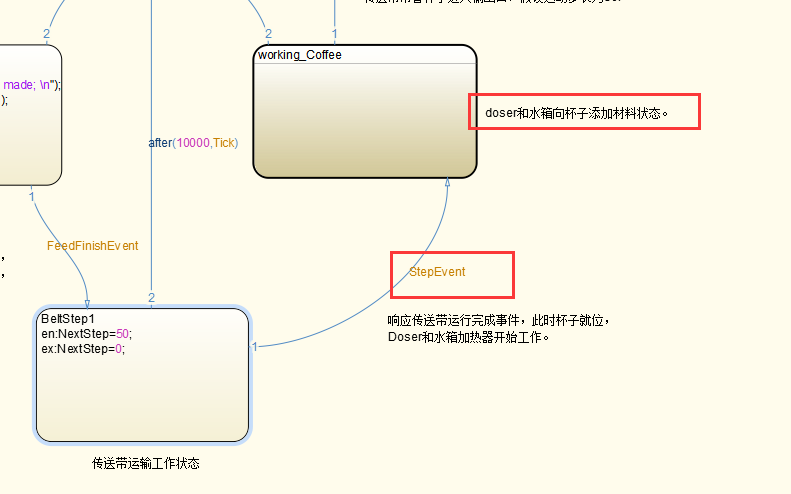 2
2
1
working_Coffee
made; \n");
);
doser和水箱向杯子添加材料状态。
after(10000,Tick)
1
FeedFinishEvent
,
,
StepEvent
2
BeltStep1
en:NextStep=50;
ex:NextStep=0;
响应传送带运行完成事件，此时杯子就位，
Doser和水箱加热器开始工作。
1
传送带运输工作状态